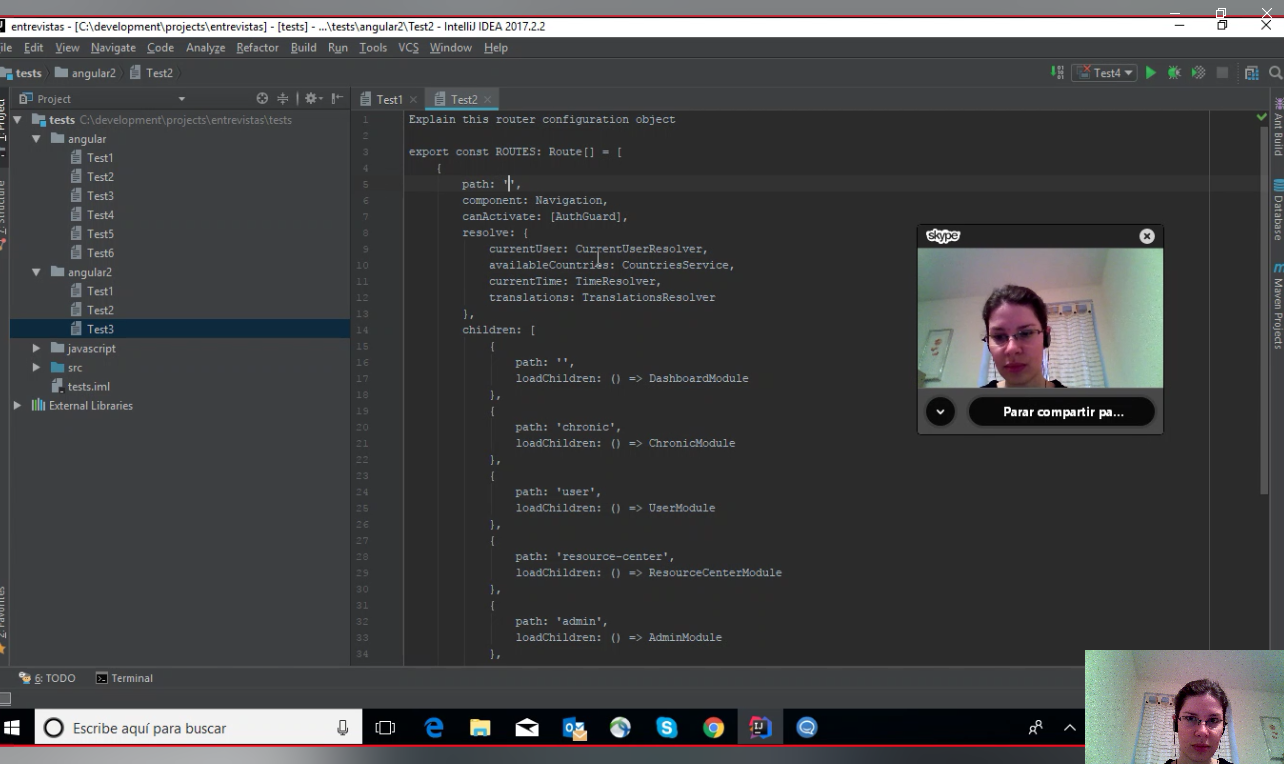 entrevistas - [C:\development\projects\entrevistas] - [tests] - ...\tests\angular2\Test2 - IntelliJ IDEA 2017.2.2
ile Edit View Navigate Code Analyze Refactor Build Run Tools VCS Window Help
tests angular2 Test2
Test4
Project
Test1 Test2
1: Project
Structure
2: Favorites
tests C:\development\projects\entrevistas\tests
angular
Test1
Test2
Test3
Test4
Test5
Test6
angular2
Test1
Test2
Test3
javascript
src
tests.iml
External Libraries
1 Explain this router configuration object
2
3 export const ROUTES: Route[] = [
4 {
5 path: '',
6 component: Navigation,
7 canActivate: [AuthGuard],
8 resolve: {
9 currentUser: CurrentUserResolver,
10 availableCountries: CountriesService,
11 currentTime: TimeResolver,
12 translations: TranslationsResolver
13 },
14 children: [
15 {
16 path: '',
17 loadChildren: () => DashboardModule
18 },
19 {
20 path: 'chronic',
21 loadChildren: () => ChronicModule
22 },
23 {
24 path: 'user',
25 loadChildren: () => UserModule
26 },
27 {
28 path: 'resource-center',
29 loadChildren: () => ResourceCenterModule
30 },
31 {
32 path: 'admin',
33 loadChildren: () => AdminModule
34 },
Ant Build
Database
Maven Projects
skype
Parar compartir pa...
6: TODO Terminal
Escribe aquí para buscar